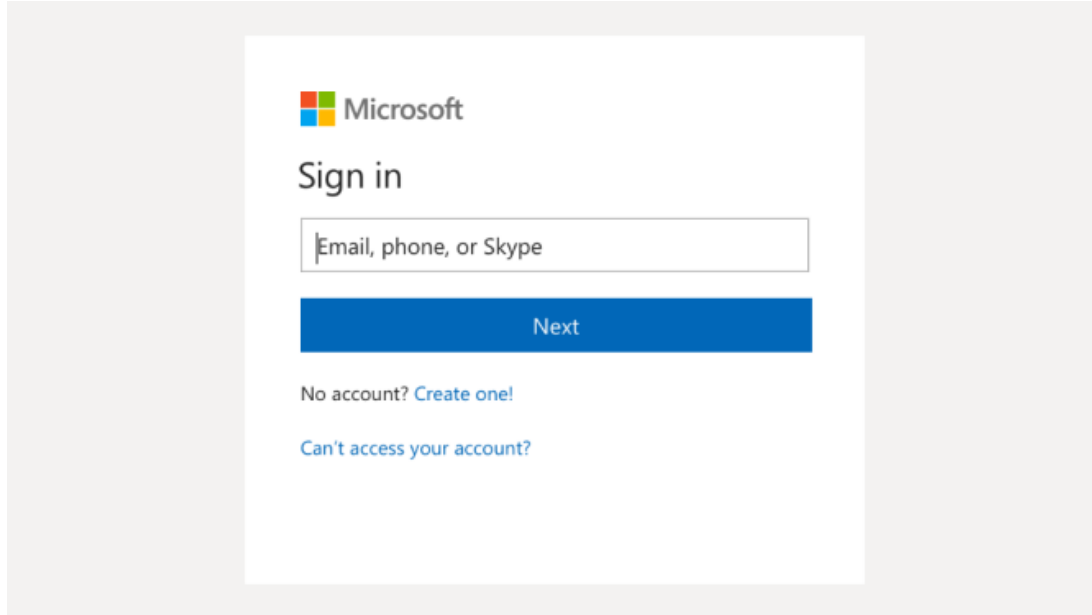 Microsoft
Sign in
Email, phone, or Skype
Next
No account? Create one!
Can't access your account?